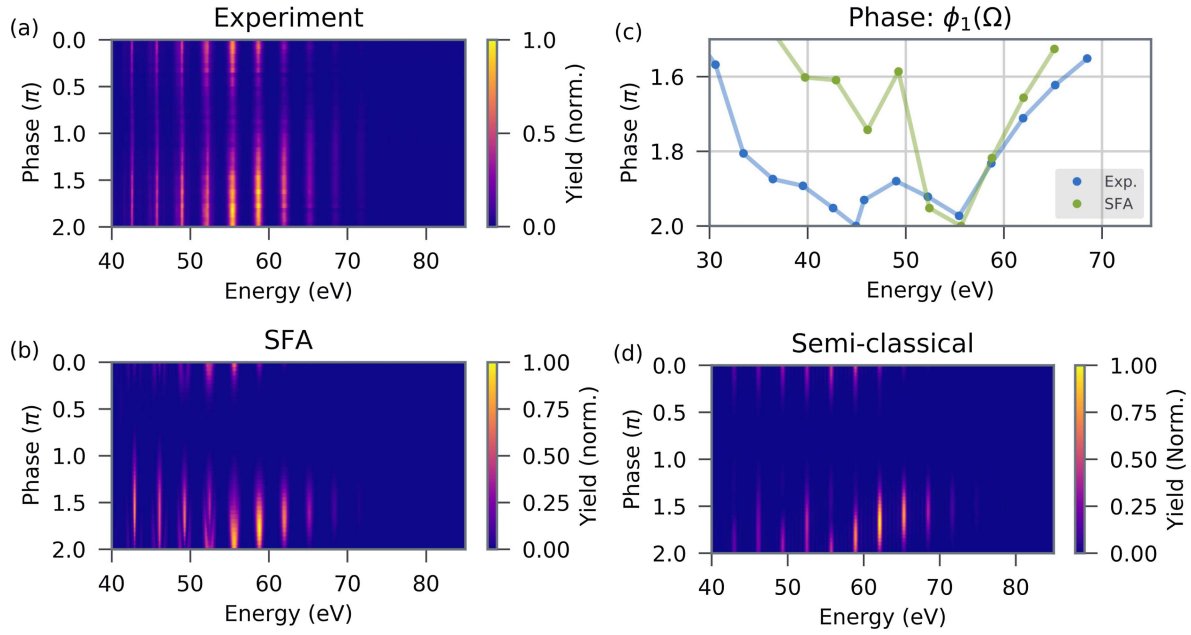 (a)
Experiment
0.0
0.5
1.0
1.5
2.0
Phase (π)
40 50 60 70 80
Energy (eV)
1.0
0.5
0.0
Yield (norm.)
(c)
Phase: ϕ₁(Ω)
1.6
1.8
2.0
Phase (π)
30 40 50 60 70
Energy (eV)
Exp.
SFA
(b)
SFA
0.0
0.5
1.0
1.5
2.0
Phase (π)
40 50 60 70 80
Energy (eV)
1.00
0.75
0.50
0.25
0.00
Yield (norm.)
(d)
Semi-classical
0.0
0.5
1.0
1.5
2.0
Phase (π)
40 50 60 70 80
Energy (eV)
1.00
0.75
0.50
0.25
0.00
Yield (Norm.)